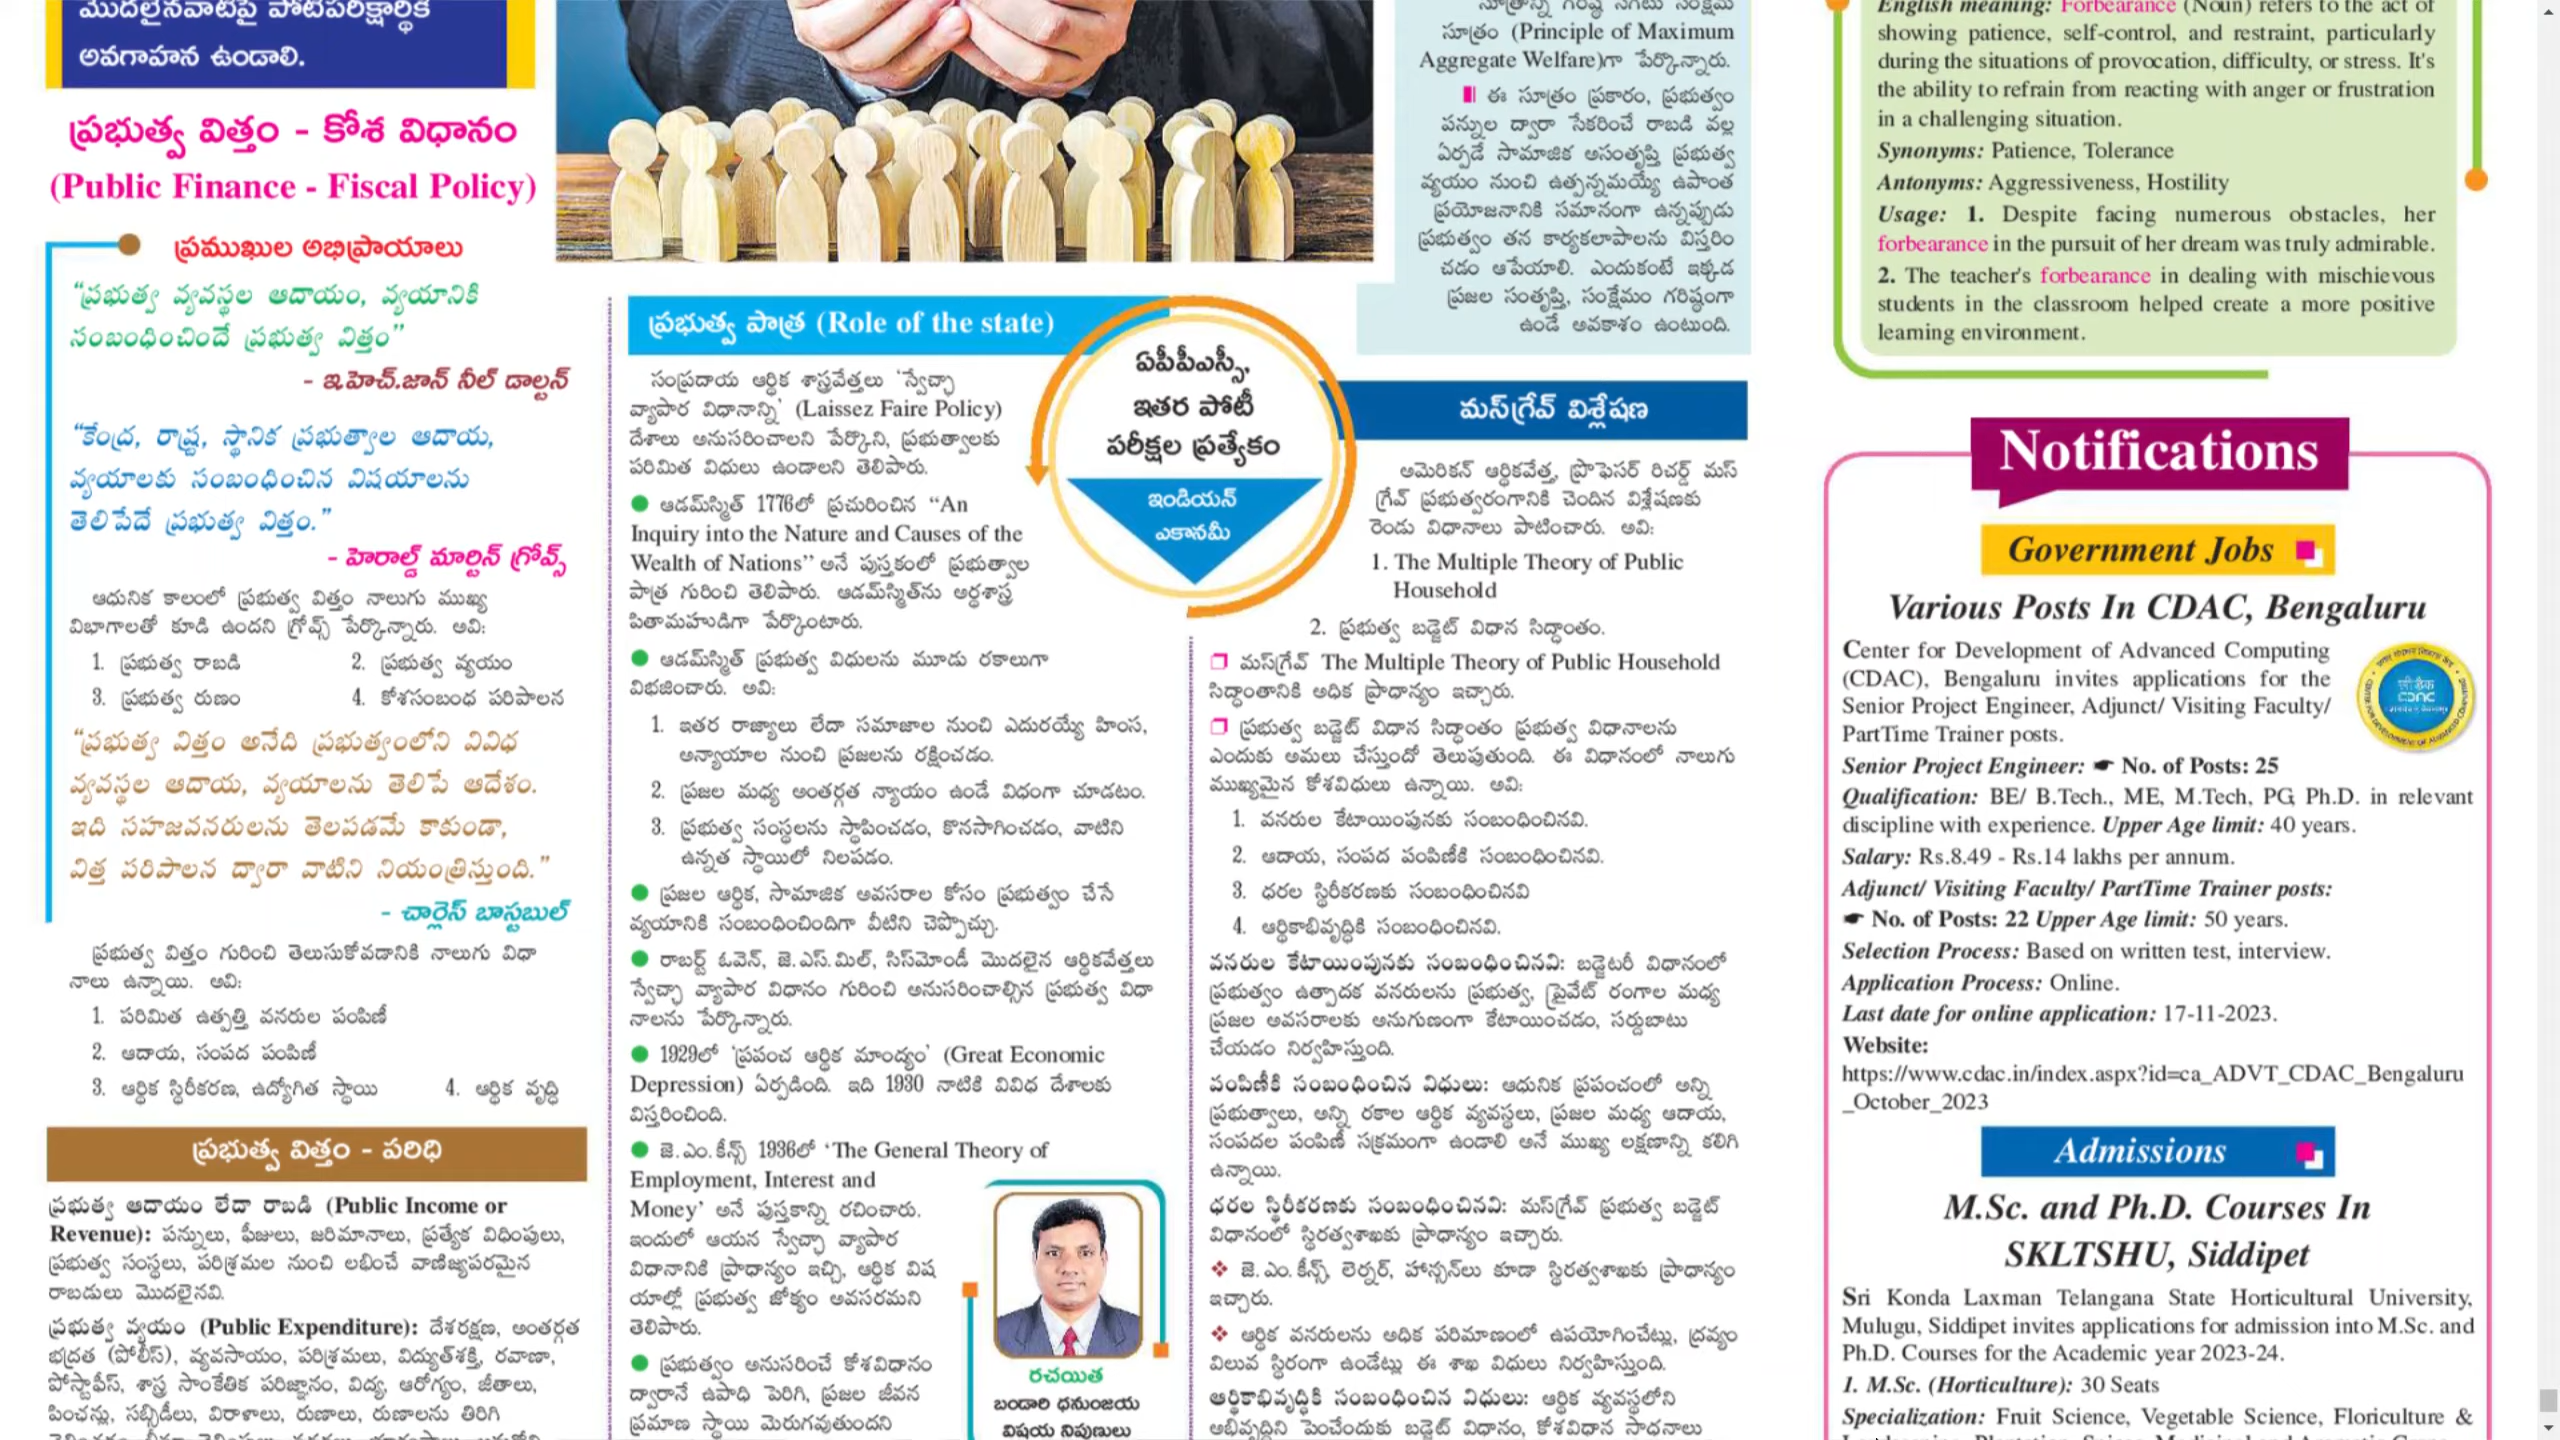 మొదలైనవాటిపై పోటీపరీక్షార్థికి
అవగాహన ఉండాలి.
ప్రభుత్వ విత్తం - కోశ విధానం
(Public Finance - Fiscal Policy)
ప్రముఖుల అభిప్రాయాలు
“ప్రభుత్వ వ్యవస్థల ఆదాయం, వ్యయానికి
సంబంధించిందే ప్రభుత్వ విత్తం”
- ఇ.హెచ్.జాన్ నీల్ డాల్టన్
“కేంద్ర, రాష్ట్ర, స్థానిక ప్రభుత్వాల ఆదాయ,
వ్యయాలకు సంబంధించిన విషయాలను
తెలిపేదే ప్రభుత్వ విత్తం.”
- హెరాల్డ్ మార్టిన్ గ్రోవ్స్
ఆధునిక కాలంలో ప్రభుత్వ విత్తం నాలుగు ముఖ్య
విభాగాలతో కూడి ఉందని గ్రోవ్స్ పేర్కొన్నారు. అవి:
1. ప్రభుత్వ రాబడి 2. ప్రభుత్వ వ్యయం
3. ప్రభుత్వ రుణం 4. కోశసంబంధ పరిపాలన
“ప్రభుత్వ విత్తం అనేది ప్రభుత్వంలోని వివిధ
వ్యవస్థల ఆదాయ, వ్యయాలను తెలిపే ఆదేశం.
ఇది సహజవనరులను తెలపడమే కాకుండా,
విత్త పరిపాలన ద్వారా వాటిని నియంత్రిస్తుంది.”
- చార్లెస్ బాస్టబుల్
ప్రభుత్వ విత్తం గురించి తెలుసుకోవడానికి నాలుగు విధా
నాలు ఉన్నాయి. అవి:
1. పరిమిత ఉత్పత్తి వనరుల పంపిణీ
2. ఆదాయ, సంపద పంపిణీ
3. ఆర్థిక స్థిరీకరణ, ఉద్యోగిత స్థాయి 4. ఆర్థిక వృద్ధి
ప్రభుత్వ విత్తం - పరిధి
ప్రభుత్వ ఆదాయం లేదా రాబడి (Public Income or
Revenue): పన్నులు, ఫీజులు, జరిమానాలు, ప్రత్యేక విధింపులు,
ప్రభుత్వ సంస్థలు, పరిశ్రమల నుంచి లభించే వాణిజ్యపరమైన
రాబడులు మొదలైనవి.
ప్రభుత్వ వ్యయం (Public Expenditure): దేశరక్షణ, అంతర్గత
భద్రత (పోలీస్), వ్యవసాయం, పరిశ్రమలు, విద్యుత్‌శక్తి, రవాణా,
పోస్టాఫీస్, శాస్త్ర సాంకేతిక పరిజ్ఞానం, విద్య, ఆరోగ్యం, జీతాలు,
పింఛన్లు, సబ్సిడీలు, విరాళాలు, రుణాలు, రుణాలను తిరిగి
ప్రభుత్వ పాత్ర (Role of the state)
సంప్రదాయ ఆర్థిక శాస్త్రవేత్తలు ‘స్వేచ్ఛా
వ్యాపార విధానాన్ని’ (Laissez Faire Policy)
దేశాలు అనుసరించాలని పేర్కొని, ప్రభుత్వాలకు
పరిమిత విధులు ఉండాలని తెలిపారు.
● ఆడమ్‌స్మిత్ 1776లో ప్రచురించిన “An
Inquiry into the Nature and Causes of the
Wealth of Nations” అనే పుస్తకంలో ప్రభుత్వాల
పాత్ర గురించి తెలిపారు. ఆడమ్‌స్మిత్‌ను అర్థశాస్త్ర
పితామహుడిగా పేర్కొంటారు.
● ఆడమ్‌స్మిత్ ప్రభుత్వ విధులను మూడు రకాలుగా
విభజించారు. అవి:
1. ఇతర రాజ్యాలు లేదా సమాజాల నుంచి ఎదురయ్యే హింస,
అన్యాయాల నుంచి ప్రజలను రక్షించడం.
2. ప్రజల మధ్య అంతర్గత న్యాయం ఉండే విధంగా చూడటం.
3. ప్రభుత్వ సంస్థలను స్థాపించడం, కొనసాగించడం, వాటిని
ఉన్నత స్థాయిలో నిలపడం.
● ప్రజల ఆర్థిక, సామాజిక అవసరాల కోసం ప్రభుత్వం చేసే
వ్యయానికి సంబంధించిందిగా వీటిని చెప్పొచ్చు.
● రాబర్ట్ ఓవెన్, జె.ఎస్.మిల్, సిస్‌మోండీ మొదలైన ఆర్థికవేత్తలు
స్వేచ్ఛా వ్యాపార విధానం గురించి అనుసరించాల్సిన ప్రభుత్వ విధా
నాలను పేర్కొన్నారు.
● 1929లో ‘ప్రపంచ ఆర్థిక మాంద్యం’ (Great Economic
Depression) ఏర్పడింది. ఇది 1930 నాటికి వివిధ దేశాలకు
విస్తరించింది.
● జె.ఎం.కీన్స్ 1936లో ‘The General Theory of
Employment, Interest and
Money’ అనే పుస్తకాన్ని రచించారు.
ఇందులో ఆయన స్వేచ్ఛా వ్యాపార
విధానానికి ప్రాధాన్యం ఇచ్చి, ఆర్థిక విష
యాల్లో ప్రభుత్వ జోక్యం అవసరమని
తెలిపారు.
● ప్రభుత్వం అనుసరించే కోశవిధానం
ద్వారానే ఉపాధి పెరిగి, ప్రజల జీవన
ప్రమాణ స్థాయి మెరుగవుతుందని
రచయిత
బండారి ధనుంజయ
విషయ నిపుణులు
ఏపీపీఎస్సీ,
ఇతర పోటీ
పరీక్షల ప్రత్యేకం
ఇండియన్
ఎకానమీ
సూత్రాన్ని గరిష్ఠ సగటు సంక్షేమ
సూత్రం (Principle of Maximum
Aggregate Welfare)గా పేర్కొన్నారు.
ఈ సూత్రం ప్రకారం, ప్రభుత్వం
పన్నుల ద్వారా సేకరించే రాబడి వల్ల
ఏర్పడే సామాజిక అసంతృప్తి ప్రభుత్వ
వ్యయం నుంచి ఉత్పన్నమయ్యే ఉపాంత
ప్రయోజనానికి సమానంగా ఉన్నప్పుడు
ప్రభుత్వం తన కార్యకలాపాలను విస్తరిం
చడం ఆపేయాలి. ఎందుకంటే ఇక్కడ
ప్రజల సంతృప్తి, సంక్షేమం గరిష్ఠంగా
ఉండే అవకాశం ఉంటుంది.
మస్‌గ్రేవ్ విశ్లేషణ
అమెరికన్ ఆర్థికవేత్త, ప్రొఫెసర్ రిచర్డ్ మస్
గ్రేవ్ ప్రభుత్వరంగానికి చెందిన విశ్లేషణకు
రెండు విధానాలు పాటించారు. అవి:
1. The Multiple Theory of Public
Household
2. ప్రభుత్వ బడ్జెట్ విధాన సిద్ధాంతం.
❒ మస్‌గ్రేవ్ The Multiple Theory of Public Household
సిద్ధాంతానికి అధిక ప్రాధాన్యం ఇచ్చారు.
❒ ప్రభుత్వ బడ్జెట్ విధాన సిద్ధాంతం ప్రభుత్వ విధానాలను
ఎందుకు అమలు చేస్తుందో తెలుపుతుంది. ఈ విధానంలో నాలుగు
ముఖ్యమైన కోశవిధులు ఉన్నాయి. అవి:
1. వనరుల కేటాయింపునకు సంబంధించినవి.
2. ఆదాయ, సంపద పంపిణీకి సంబంధించినవి.
3. ధరల స్థిరీకరణకు సంబంధించినవి
4. ఆర్థికాభివృద్ధికి సంబంధించినవి.
వనరుల కేటాయింపునకు సంబంధించినవి: బడ్జెటరీ విధానంలో
ప్రభుత్వం ఉత్పాదక వనరులను ప్రభుత్వ, ప్రైవేట్ రంగాల మధ్య
ప్రజల అవసరాలకు అనుగుణంగా కేటాయించడం, సర్దుబాటు
చేయడం నిర్వహిస్తుంది.
పంపిణీకి సంబంధించిన విధులు: ఆధునిక ప్రపంచంలో అన్ని
ప్రభుత్వాలు, అన్ని రకాల ఆర్థిక వ్యవస్థలు, ప్రజల మధ్య ఆదాయ,
సంపదల పంపిణీ సక్రమంగా ఉండాలి అనే ముఖ్య లక్షణాన్ని కలిగి
ఉన్నాయి.
ధరల స్థిరీకరణకు సంబంధించినవి: మస్‌గ్రేవ్ ప్రభుత్వ బడ్జెట్
విధానంలో స్థిరత్వశాఖకు ప్రాధాన్యం ఇచ్చారు.
❖ జె.ఎం.కీన్స్, లెర్నర్, హాన్సన్‌లు కూడా స్థిరత్వశాఖకు ప్రాధాన్యం
ఇచ్చారు.
❖ ఆర్థిక వనరులను అధిక పరిమాణంలో ఉపయోగించేట్లు, ద్రవ్యం
విలువ స్థిరంగా ఉండేట్లు ఈ శాఖ విధులు నిర్వహిస్తుంది.
ఆర్థికాభివృద్ధికి సంబంధించిన విధులు: ఆర్థిక వ్యవస్థలోని
అభివృద్ధిని పెంచేందుకు బడ్జెట్ విధానం, కోశవిధాన సాధనాలు
English meaning: Forbearance (Noun) refers to the act of
showing patience, self-control, and restraint, particularly
during the situations of provocation, difficulty, or stress. It's
the ability to refrain from reacting with anger or frustration
in a challenging situation.
Synonyms: Patience, Tolerance
Antonyms: Aggressiveness, Hostility
Usage: 1. Despite facing numerous obstacles, her
forbearance in the pursuit of her dream was truly admirable.
2. The teacher's forbearance in dealing with mischievous
students in the classroom helped create a more positive
learning environment.
Notifications
Government Jobs
Various Posts In CDAC, Bengaluru
Center for Development of Advanced Computing
(CDAC), Bengaluru invites applications for the
Senior Project Engineer, Adjunct/ Visiting Faculty/
PartTime Trainer posts.
Senior Project Engineer: ☛ No. of Posts: 25
Qualification: BE/ B.Tech., ME, M.Tech, PG, Ph.D. in relevant
discipline with experience. Upper Age limit: 40 years.
Salary: Rs.8.49 - Rs.14 lakhs per annum.
Adjunct/ Visiting Faculty/ PartTime Trainer posts:
☛ No. of Posts: 22 Upper Age limit: 50 years.
Selection Process: Based on written test, interview.
Application Process: Online.
Last date for online application: 17-11-2023.
Website:
https://www.cdac.in/index.aspx?id=ca_ADVT_CDAC_Bengaluru
_October_2023
Admissions
M.Sc. and Ph.D. Courses In
SKLTSHU, Siddipet
Sri Konda Laxman Telangana State Horticultural University,
Mulugu, Siddipet invites applications for admission into M.Sc. and
Ph.D. Courses for the Academic year 2023-24.
1. M.Sc. (Horticulture): 30 Seats
Specialization: Fruit Science, Vegetable Science, Floriculture &